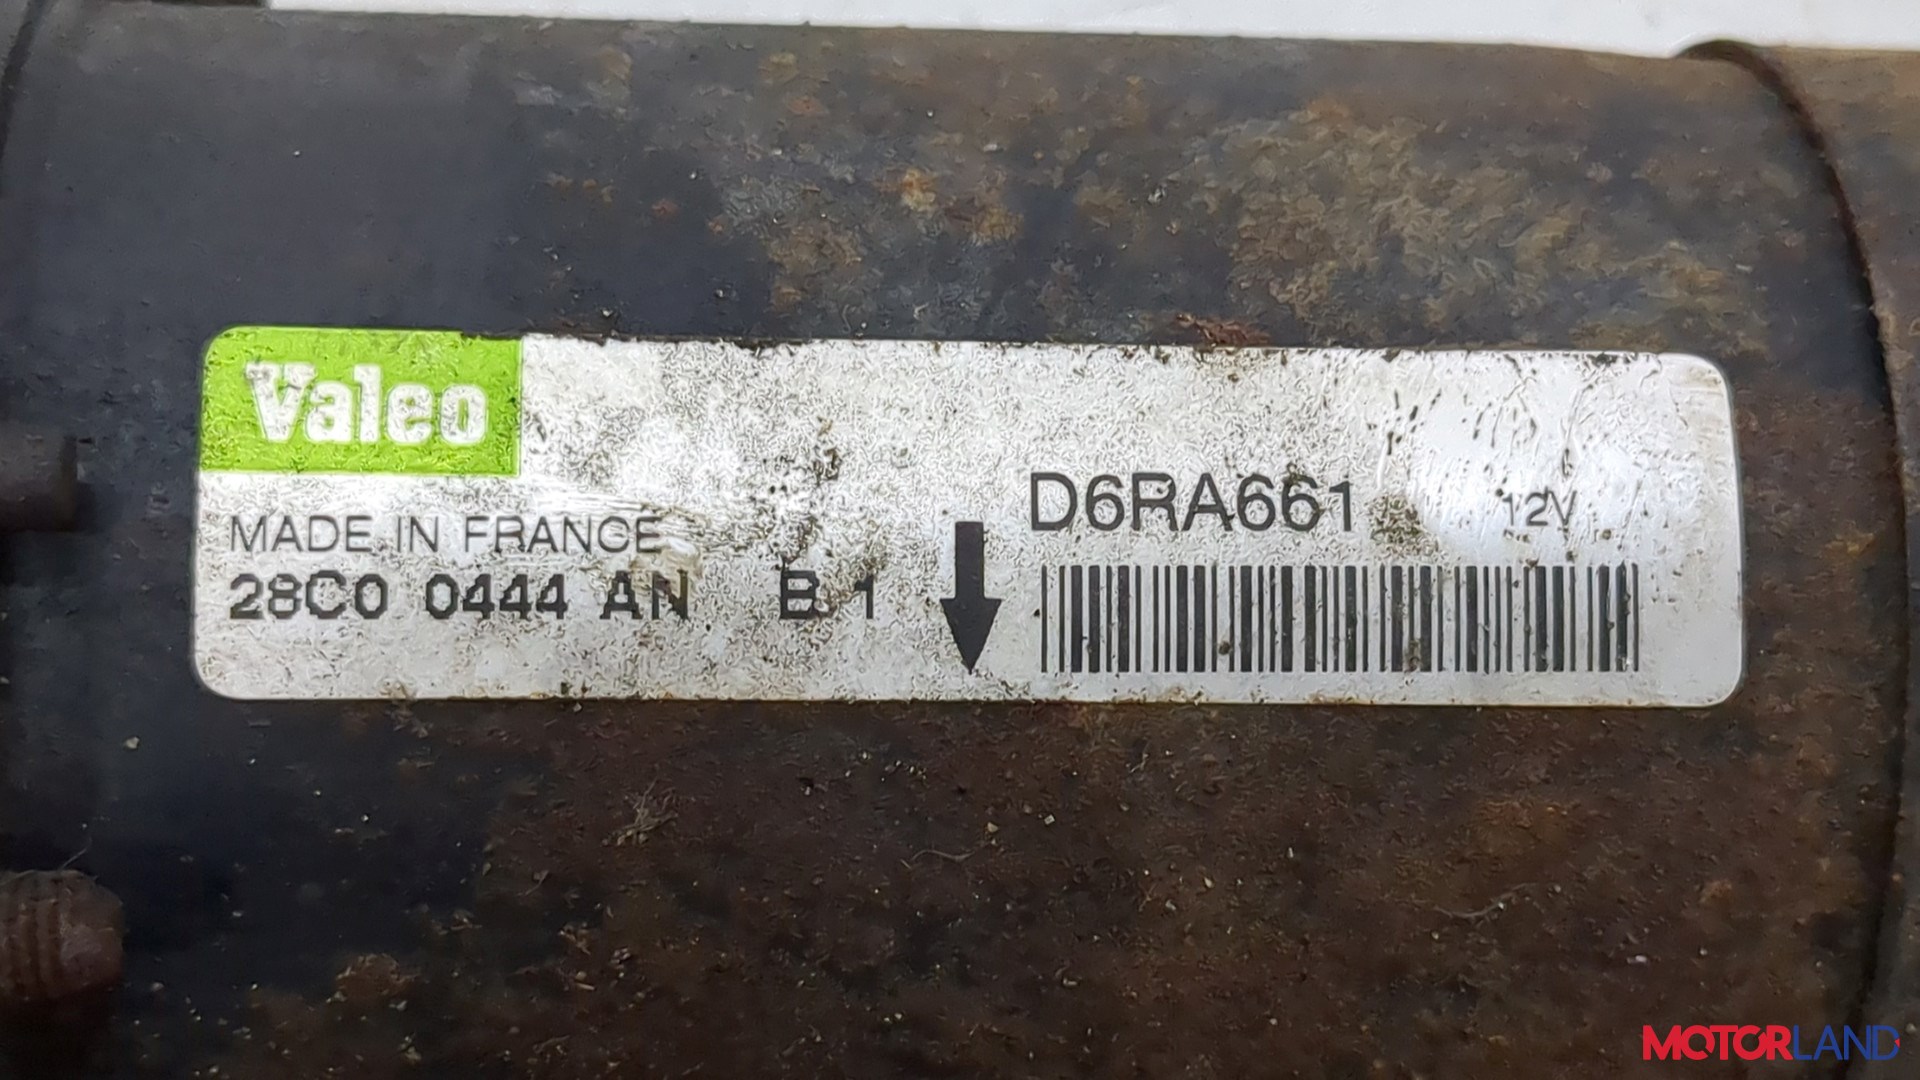 Valeo
MADE IN FRANCE
28C0 0444 AN B.1
D6RA661 12V
MOTORLAND